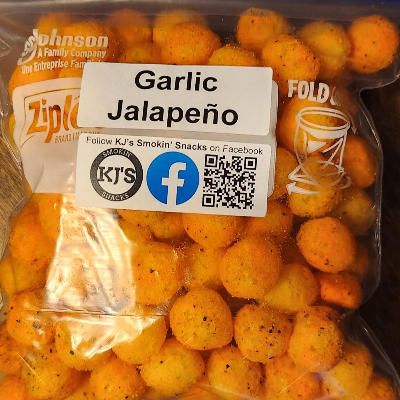 Johnson
A Family Company
Une Entreprise Familiale
Garlic
Jalapeño
FOLD
Ziploc
BRAND
Follow KJ's Smokin' Snacks on Facebook
SMOKIN'
KJ'S
SNACKS
f